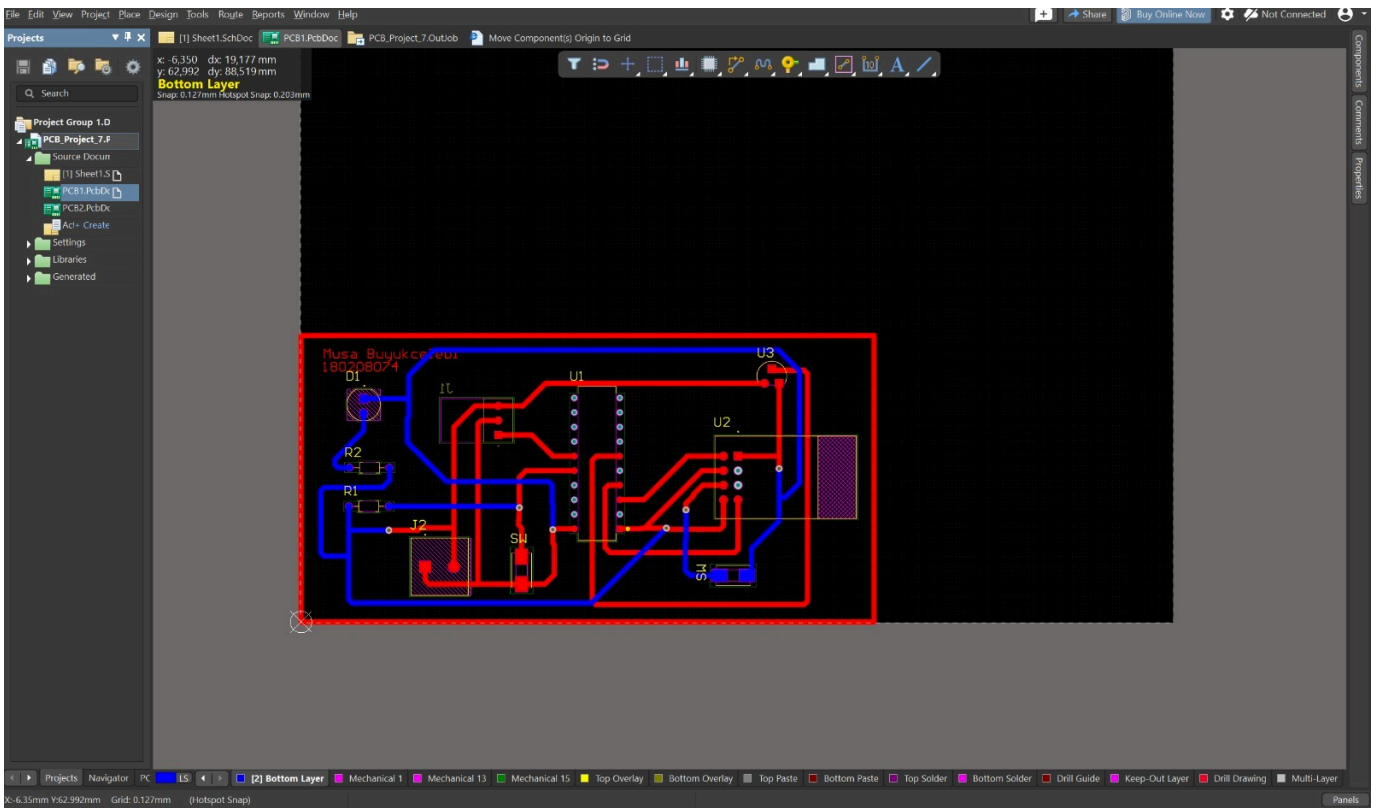 File Edit View Project Place Design Tools Route Reports Window Help
Share Buy Online Now Not Connected
Projects
[1] Sheet1.SchDoc PCB1.PcbDoc PCB_Project_7.OutJob Move Component(s) Origin to Grid
x: -6,350 dx: 19,177 mm
y: 62,992 dy: 88,519 mm
Bottom Layer
Snap: 0.127mm Hotspot Snap: 0.203mm
Search
Project Group 1.D
PCB_Project_7.P
Source Docum
[1] Sheet1.S
PCB1.PcbDc
PCB2.PcbDc
Act+ Create
Settings
Libraries
Generated
Components
Comments
Properties
Musa Buyukcelebi
180208074
D1
J1
U1
U3
U2
R2
R1
J2
SW
SW
Projects Navigator PC LS [2] Bottom Layer Mechanical 1 Mechanical 13 Mechanical 15 Top Overlay Bottom Overlay Top Paste Bottom Paste Top Solder Bottom Solder Drill Guide Keep-Out Layer Drill Drawing Multi-Layer
X:-6.35mm Y:62.992mm Grid: 0.127mm (Hotspot Snap)
Panels